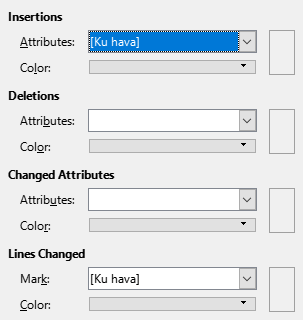 Insertions
Attributes: [Ku hava]
Color:
Deletions
Attributes:
Color:
Changed Attributes
Attributes:
Color:
Lines Changed
Mark: [Ku hava]
Color: